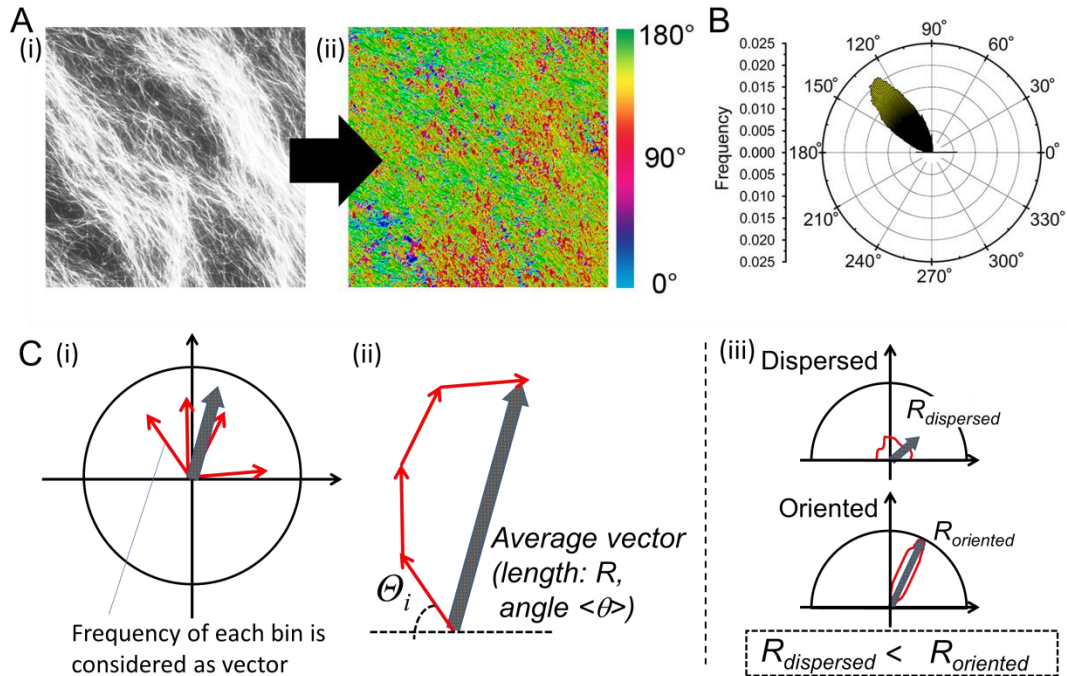 A
(i)
(ii)
180°
90°
0°
B
0.025
0.020
0.015
0.010
0.005
0.000
0.005
0.010
0.015
0.020
0.025
Frequency
90°
120°
60°
150°
30°
180°
0°
210°
330°
240°
300°
270°
C (i)
Frequency of each bin is
considered as vector
(ii)
Θi
Average vector
(length: R,
angle <θ>)
(iii)
Dispersed
Rdispersed
Oriented
Roriented
Rdispersed < Roriented